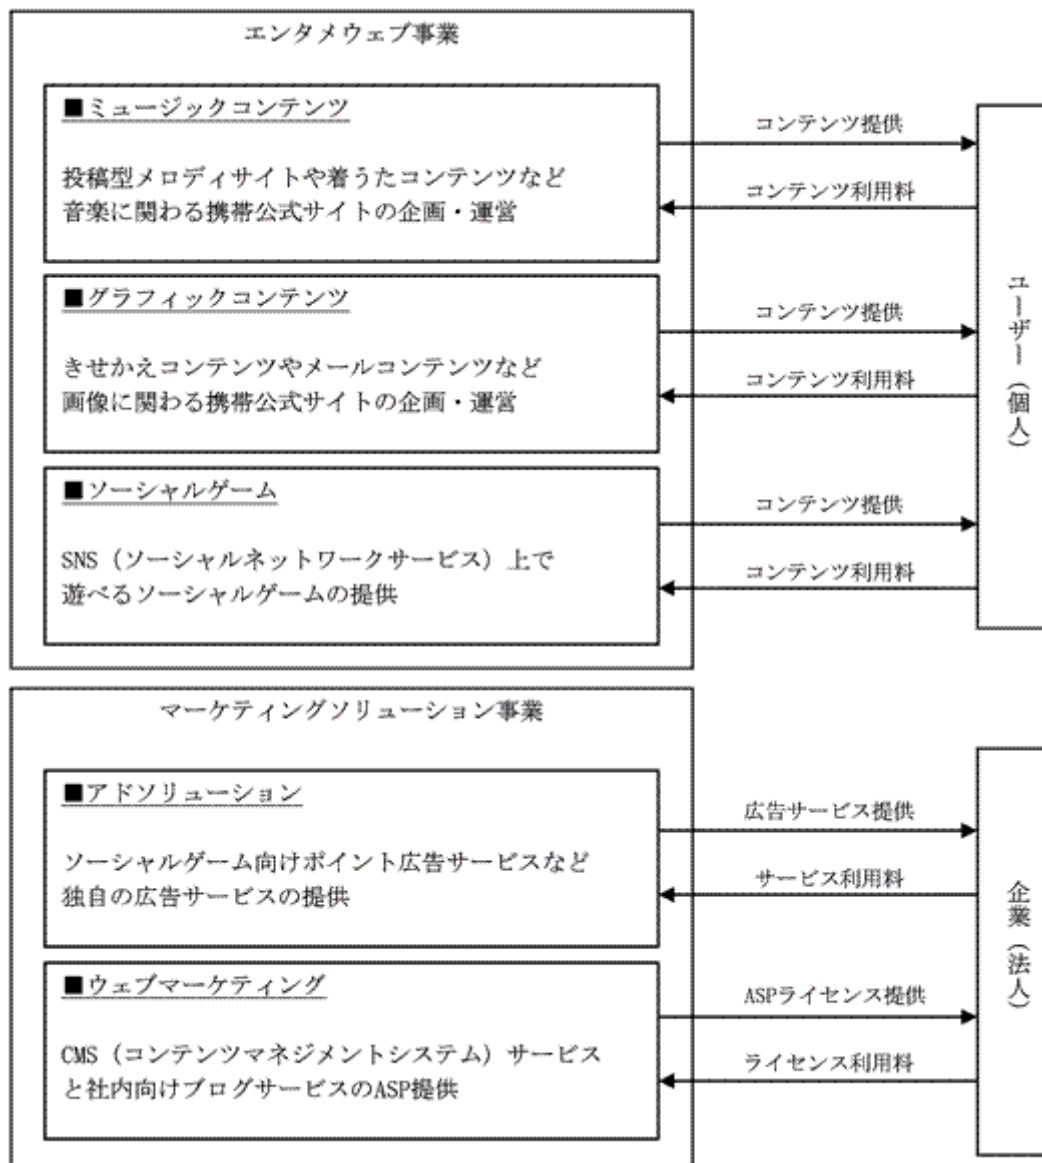 エンタメウェブ事業
■ミュージックコンテンツ
投稿型メロディサイトや着うたコンテンツなど
音楽に関わる携帯公式サイトの企画・運営
コンテンツ提供
コンテンツ利用料
■グラフィックコンテンツ
きせかえコンテンツやメールコンテンツなど
画像に関わる携帯公式サイトの企画・運営
コンテンツ提供
コンテンツ利用料
■ソーシャルゲーム
SNS（ソーシャルネットワークサービス）上で
遊べるソーシャルゲームの提供
コンテンツ提供
コンテンツ利用料
ユーザー（個人）
マーケティングソリューション事業
■アドソリューション
ソーシャルゲーム向けポイント広告サービスなど
独自の広告サービスの提供
広告サービス提供
サービス利用料
■ウェブマーケティング
CMS（コンテンツマネジメントシステム）サービス
と社内向けブログサービスのASP提供
ASPライセンス提供
ライセンス利用料
企業（法人）